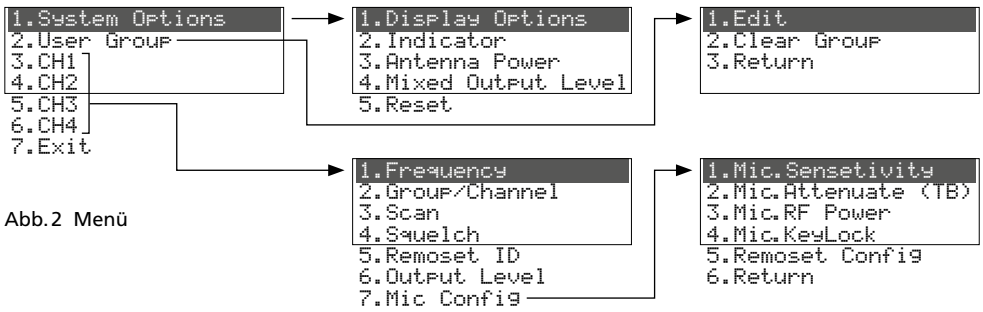 1.System Options
2.User Group
3.CH1
4.CH2
5.CH3
6.CH4
7.Exit
1.Display Options
2.Indicator
3.Antenna Power
4.Mixed Output Level
5.Reset
1.Edit
2.Clear Group
3.Return
1.Frequency
2.Group/Channel
3.Scan
4.Squelch
5.Remoset ID
6.Output Level
7.Mic Config
1.Mic.Sensetivity
2.Mic.Attenuate (TB)
3.Mic.RF Power
4.Mic.KeyLock
5.Remoset Config
6.Return
Abb.2 Menü